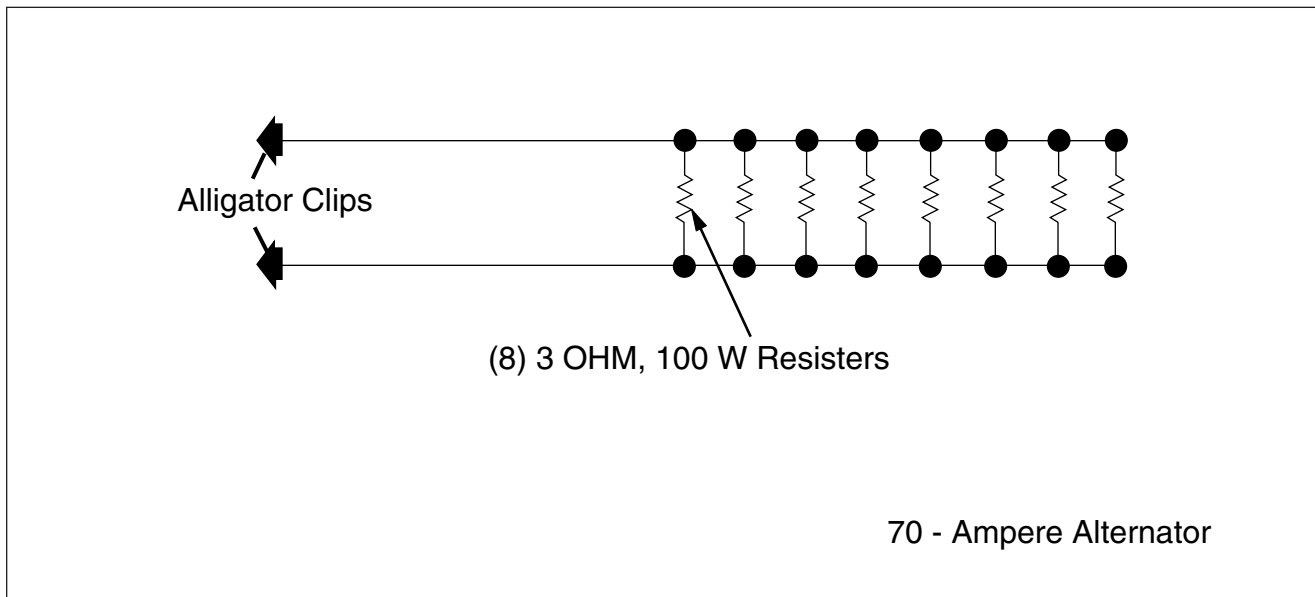 Alligator Clips
(8) 3 OHM, 100 W Resisters
70 - Ampere Alternator